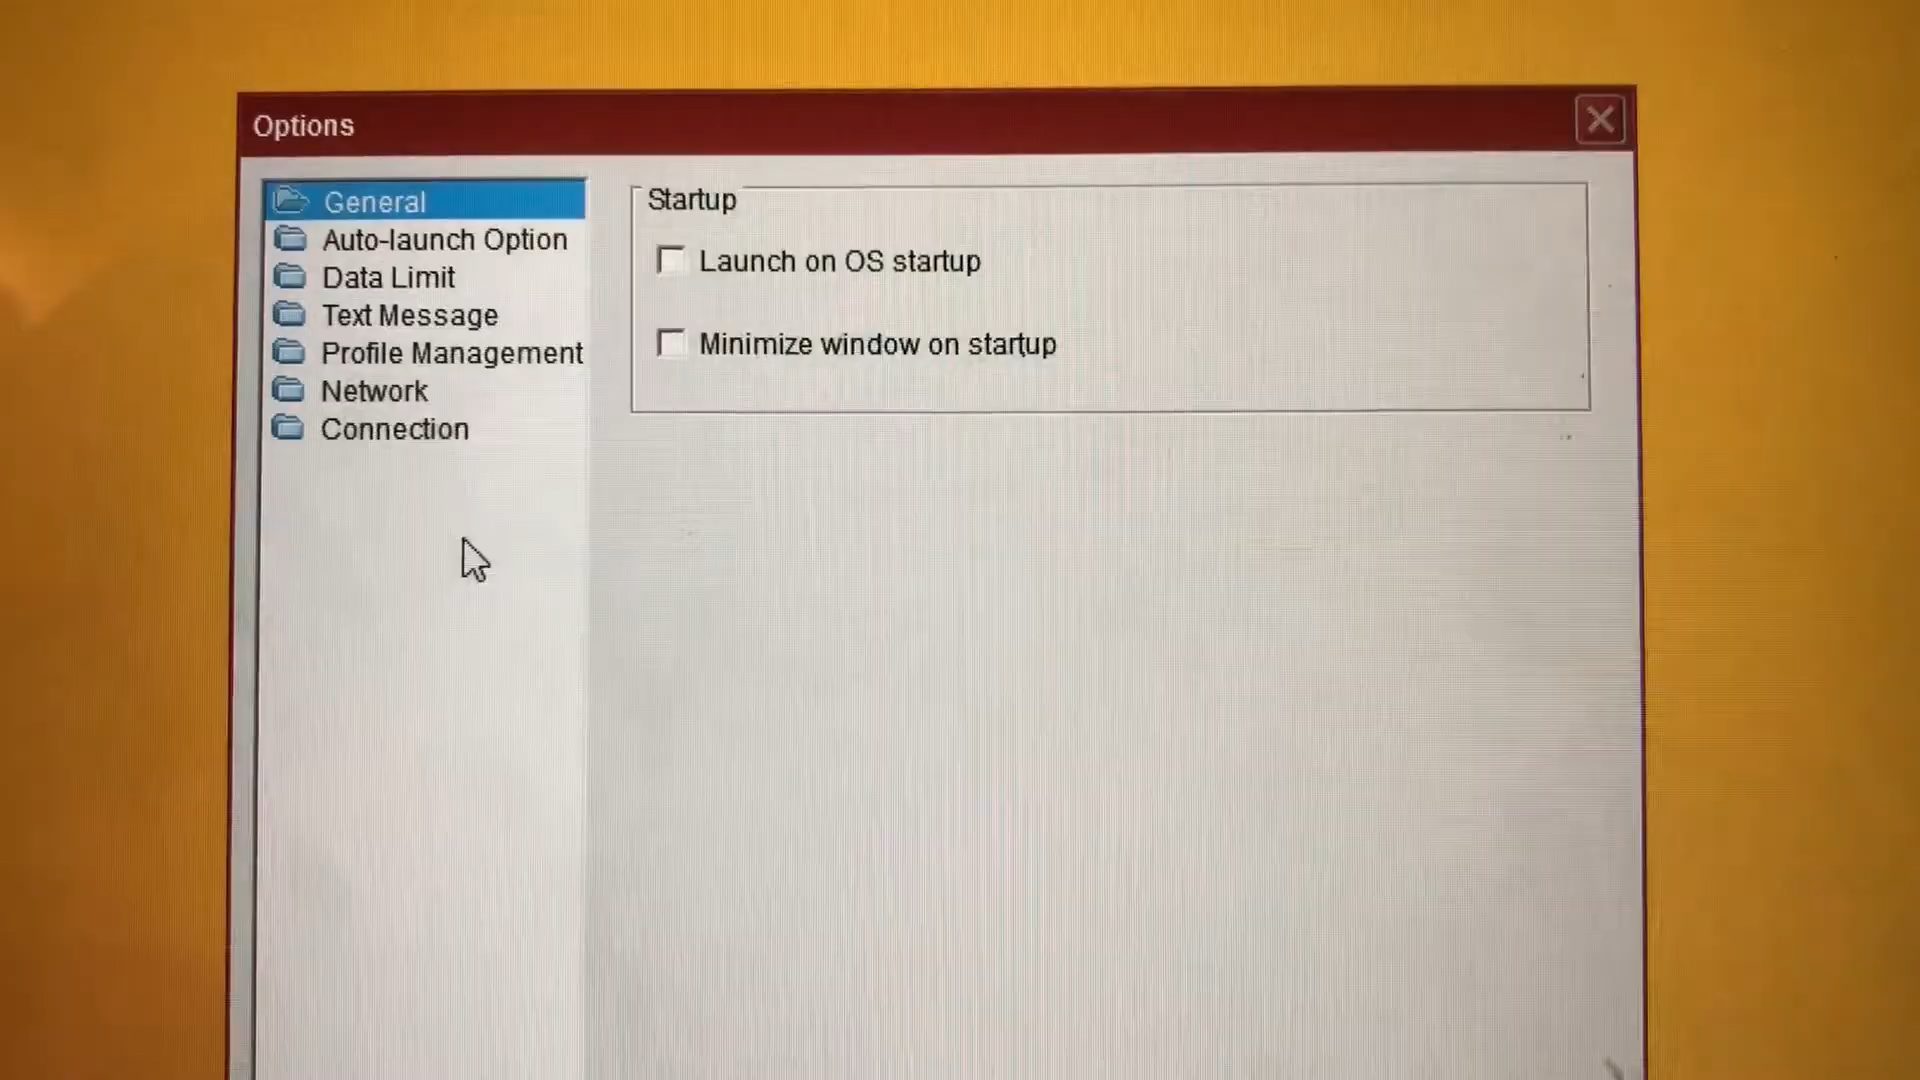 Options
General
Auto-launch Option
Data Limit
Text Message
Profile Management
Network
Connection
Startup
Launch on OS startup
Minimize window on startup